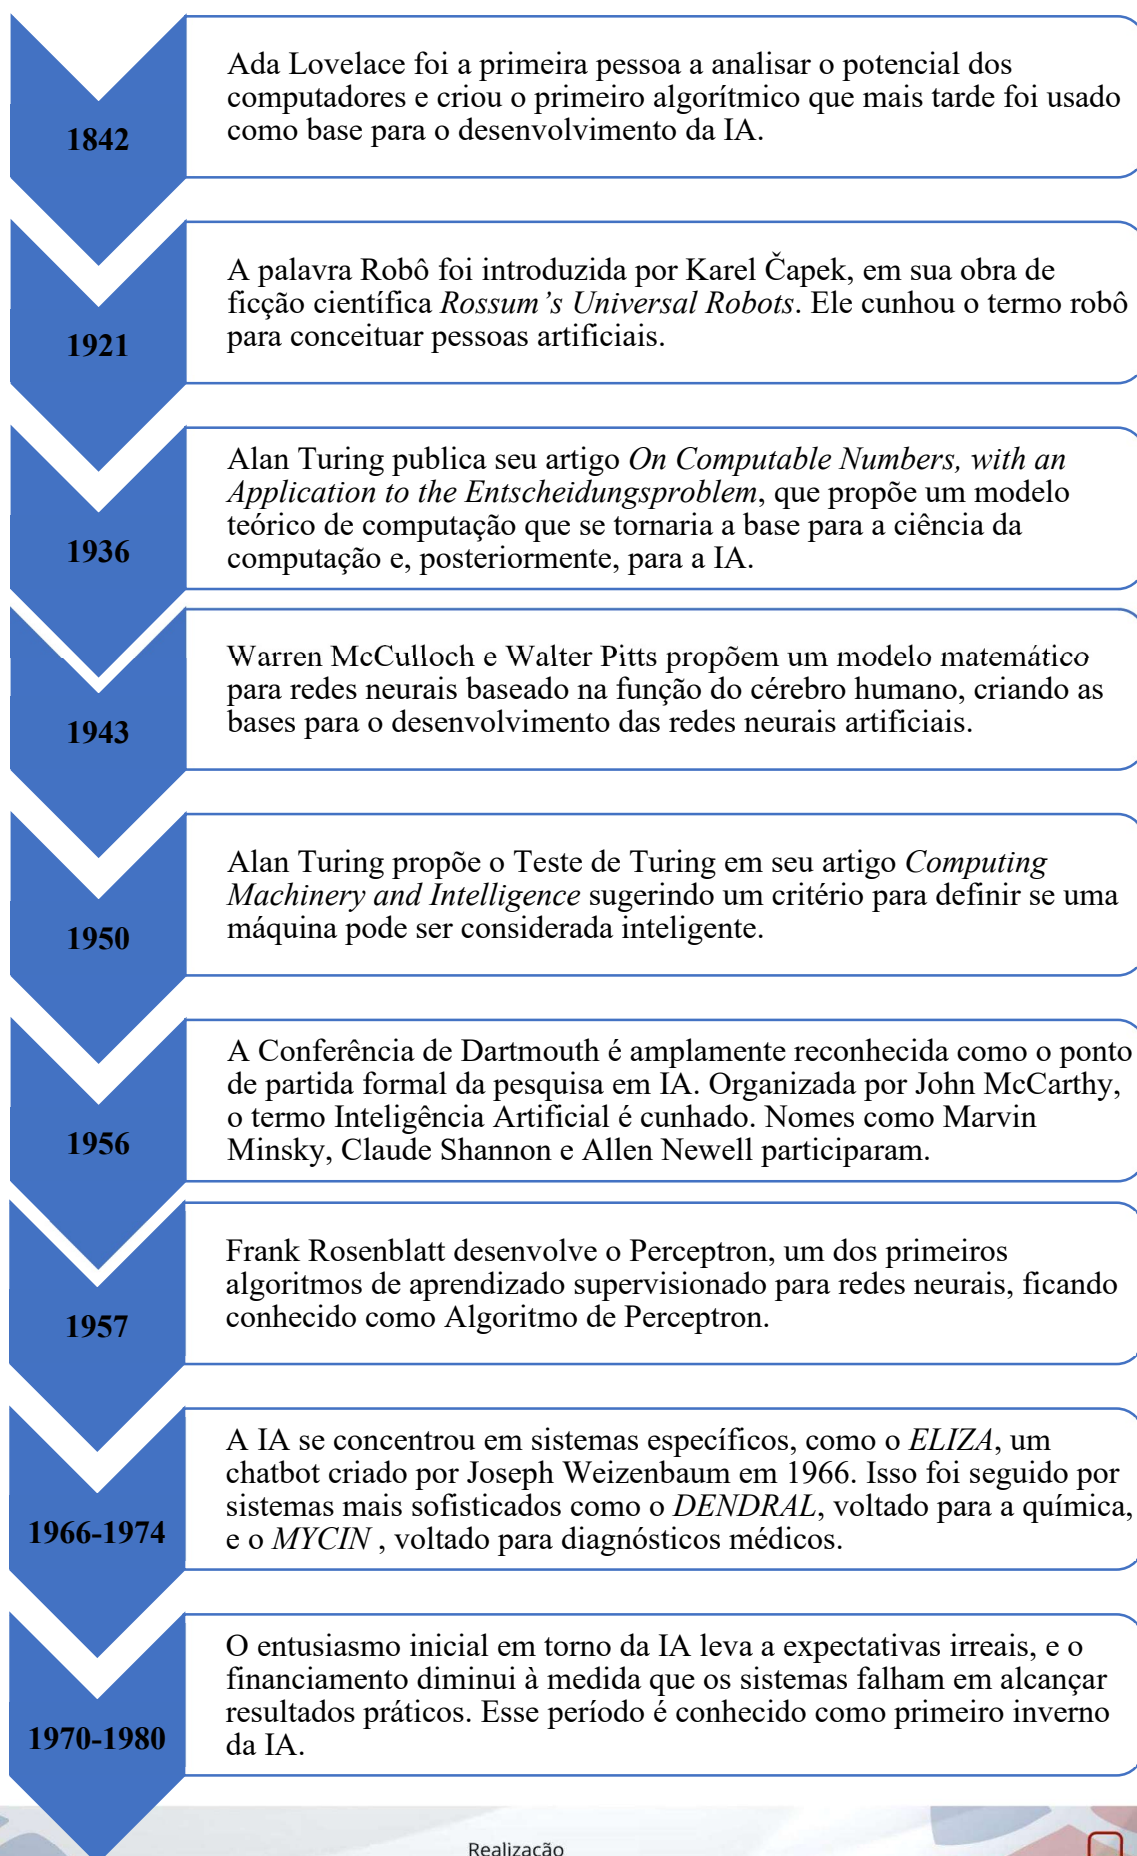 1842
Ada Lovelace foi a primeira pessoa a analisar o potencial dos
computadores e criou o primeiro algorítmico que mais tarde foi usado
como base para o desenvolvimento da IA.
1921
A palavra Robô foi introduzida por Karel Čapek, em sua obra de
ficção científica Rossum’s Universal Robots. Ele cunhou o termo robô
para conceituar pessoas artificiais.
1936
Alan Turing publica seu artigo On Computable Numbers, with an
Application to the Entscheidungsproblem, que propõe um modelo
teórico de computação que se tornaria a base para a ciência da
computação e, posteriormente, para a IA.
1943
Warren McCulloch e Walter Pitts propõem um modelo matemático
para redes neurais baseado na função do cérebro humano, criando as
bases para o desenvolvimento das redes neurais artificiais.
1950
Alan Turing propõe o Teste de Turing em seu artigo Computing
Machinery and Intelligence sugerindo um critério para definir se uma
máquina pode ser considerada inteligente.
1956
A Conferência de Dartmouth é amplamente reconhecida como o ponto
de partida formal da pesquisa em IA. Organizada por John McCarthy,
o termo Inteligência Artificial é cunhado. Nomes como Marvin
Minsky, Claude Shannon e Allen Newell participaram.
1957
Frank Rosenblatt desenvolve o Perceptron, um dos primeiros
algoritmos de aprendizado supervisionado para redes neurais, ficando
conhecido como Algoritmo de Perceptron.
1966-1974
A IA se concentrou em sistemas específicos, como o ELIZA, um
chatbot criado por Joseph Weizenbaum em 1966. Isso foi seguido por
sistemas mais sofisticados como o DENDRAL, voltado para a química,
e o MYCIN , voltado para diagnósticos médicos.
1970-1980
O entusiasmo inicial em torno da IA leva a expectativas irreais, e o
financiamento diminui à medida que os sistemas falham em alcançar
resultados práticos. Esse período é conhecido como primeiro inverno
da IA.
Realização